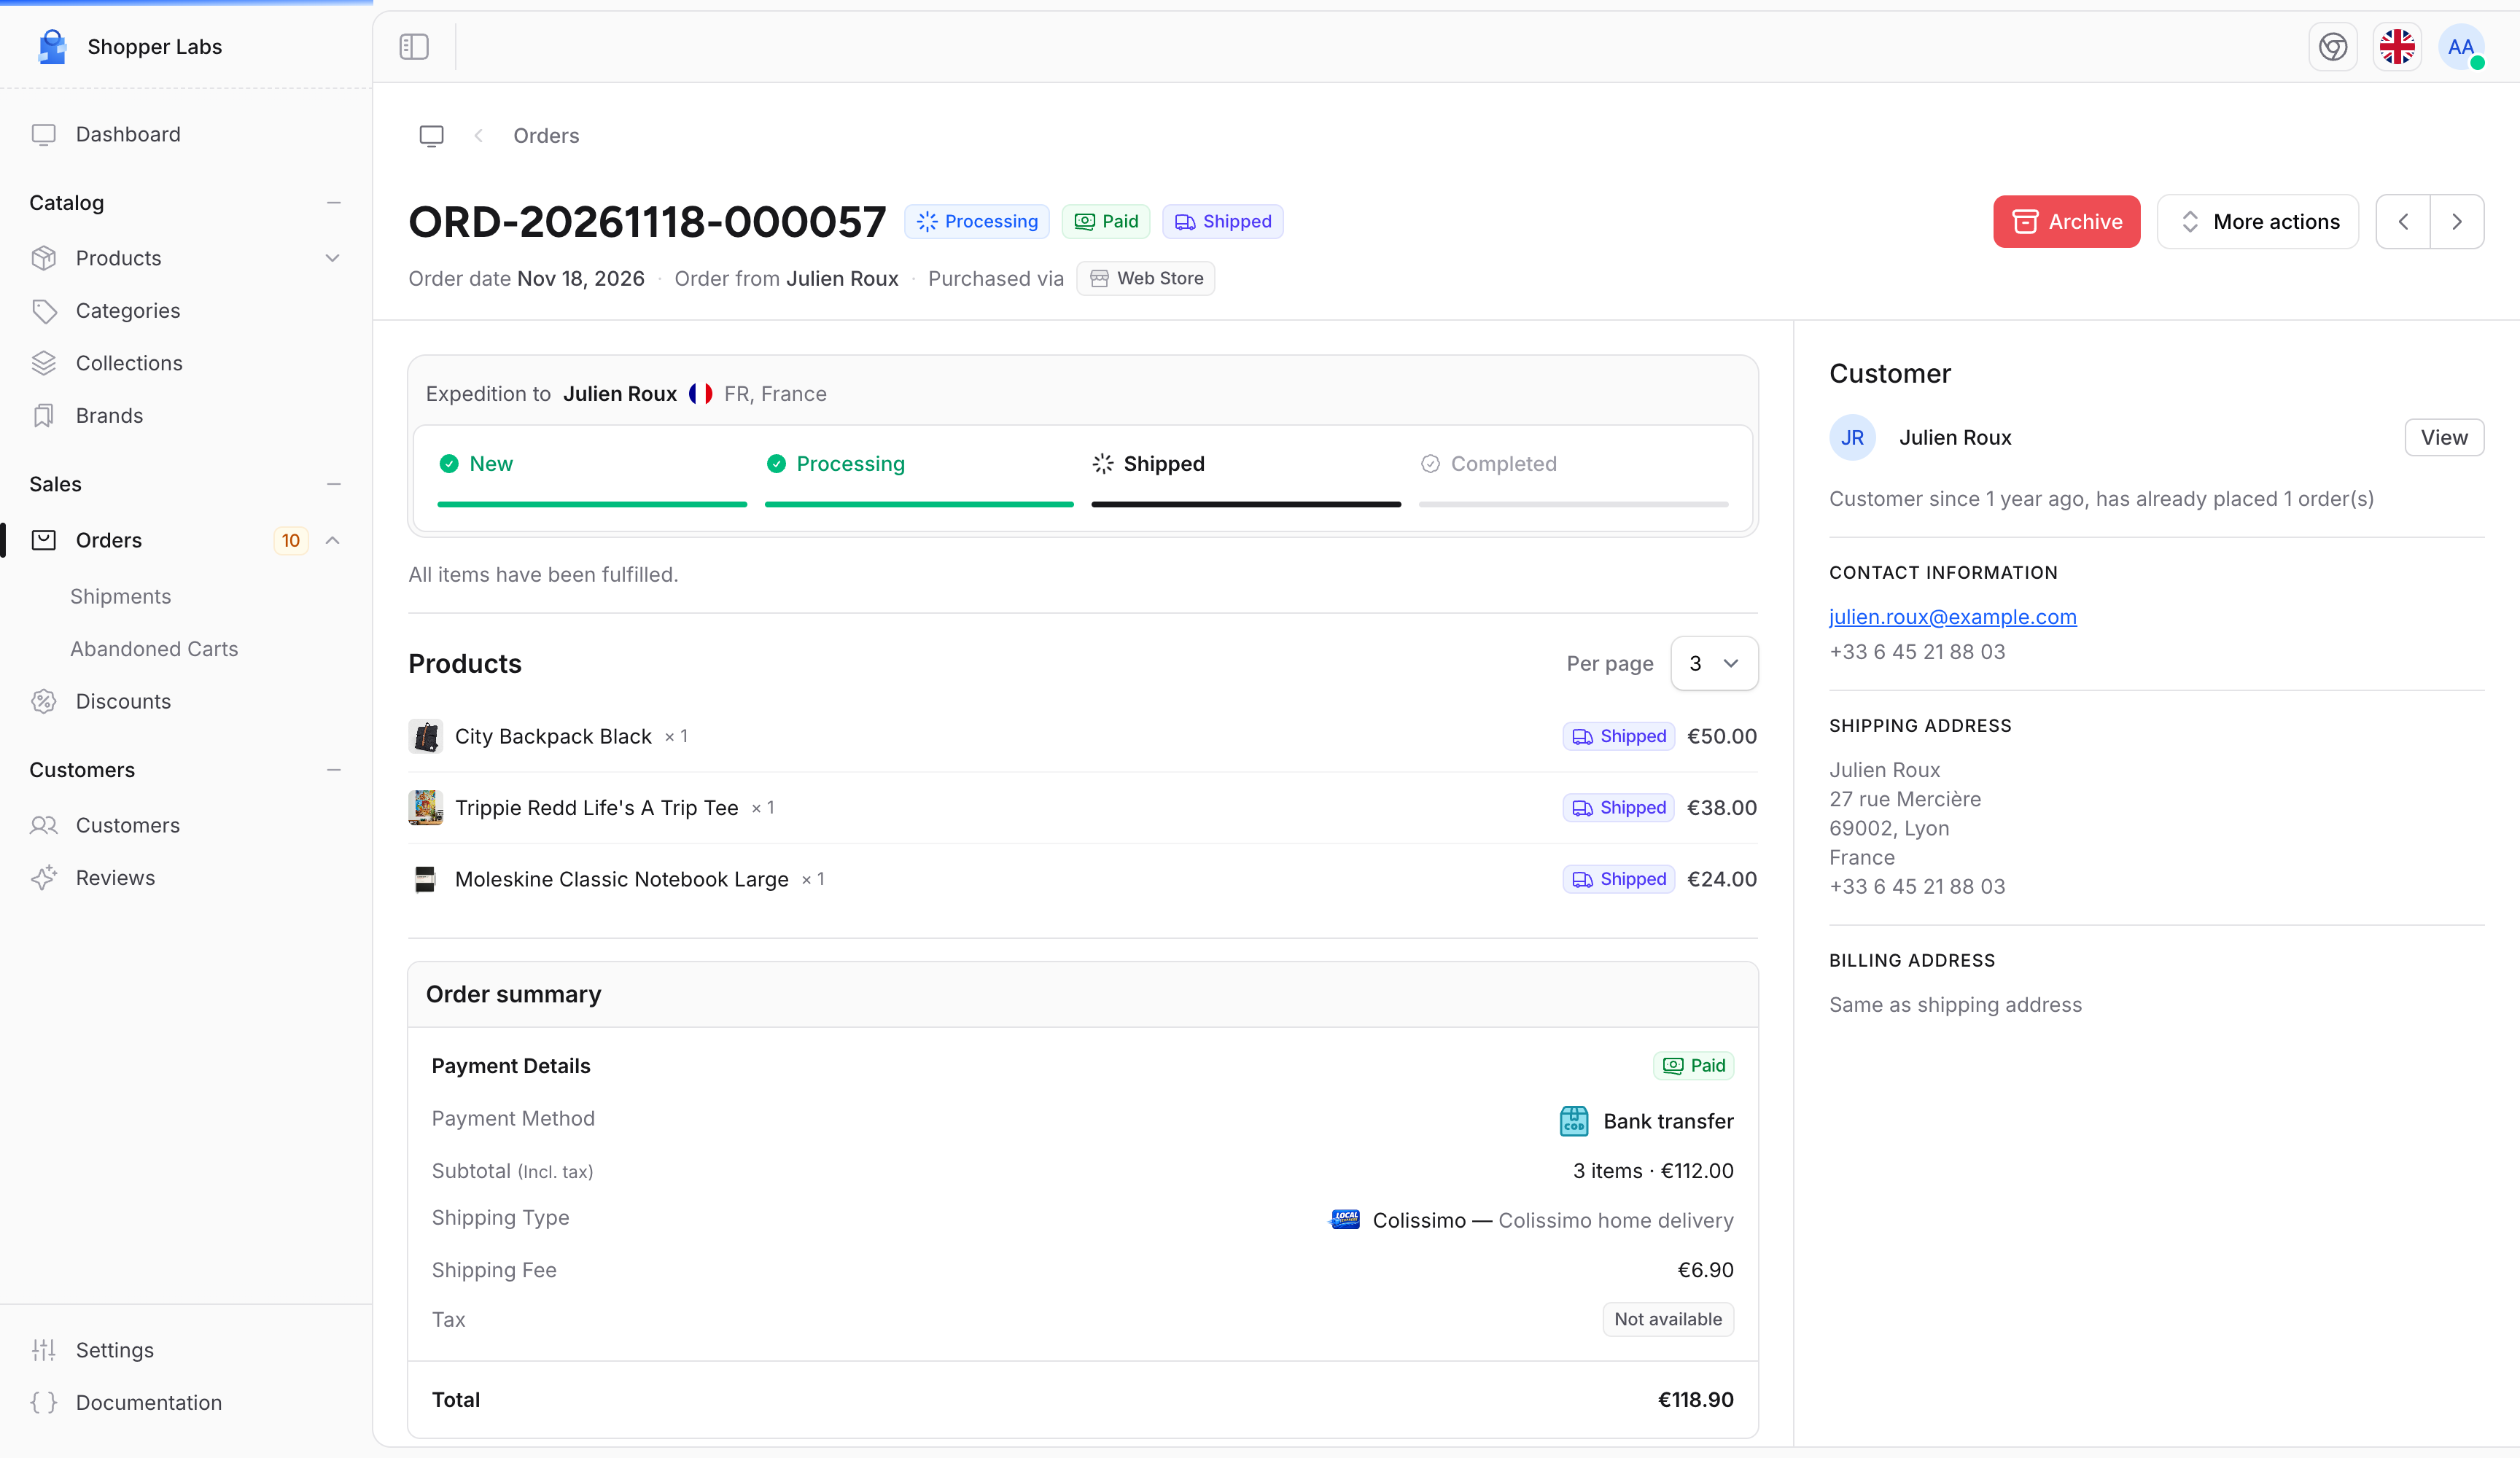 Shopper Labs
AA
Dashboard
Catalog
Products
Categories
Collections
Brands
Sales
Orders 10
Shipments
Abandoned Carts
Discounts
Customers
Customers
Reviews
Settings
Documentation
Orders
ORD-20261118-000057 Processing Paid Shipped
Archive More actions
Order date Nov 18, 2026 · Order from Julien Roux · Purchased via Web Store
Expedition to Julien Roux FR, France
New Processing Shipped Completed
All items have been fulfilled.
Products Per page 3
City Backpack Black × 1 Shipped €50.00
Trippie Redd Life's A Trip Tee × 1 Shipped €38.00
Moleskine Classic Notebook Large × 1 Shipped €24.00
Order summary
Payment Details Paid
Payment Method COD Bank transfer
Subtotal (Incl. tax) 3 items · €112.00
Shipping Type LOCAL Colissimo — Colissimo home delivery
Shipping Fee €6.90
Tax Not available
Total €118.90
Customer
JR Julien Roux View
Customer since 1 year ago, has already placed 1 order(s)
CONTACT INFORMATION
julien.roux@example.com
+33 6 45 21 88 03
SHIPPING ADDRESS
Julien Roux
27 rue Mercière
69002, Lyon
France
+33 6 45 21 88 03
BILLING ADDRESS
Same as shipping address